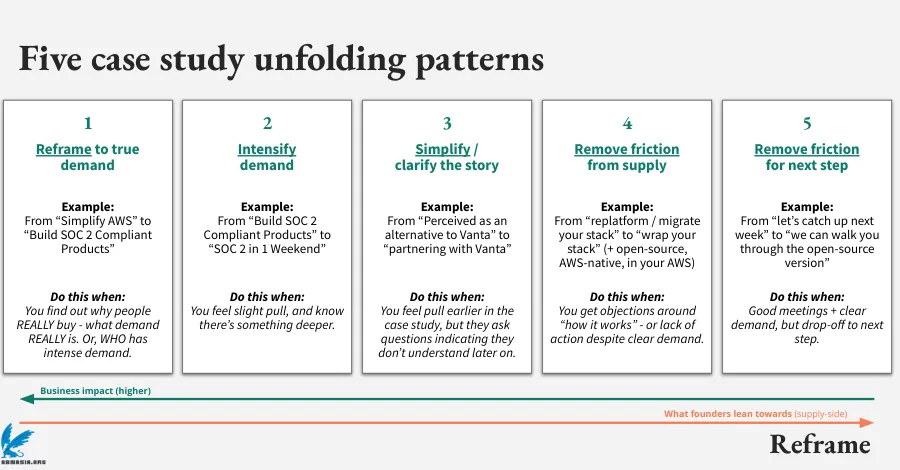 Five case study unfolding patterns
1
Reframe to true
demand
Example:
From “Simplify AWS” to
“Build SOC 2 Compliant
Products”
Do this when:
You find out why people
REALLY buy - what demand
REALLY is. Or, WHO has
intense demand.
2
Intensify
demand
Example:
From “Build SOC 2
Compliant Products” to
“SOC 2 in 1 Weekend”
Do this when:
You feel slight pull, and know
there’s something deeper.
3
Simplify /
clarify the story
Example:
From “Perceived as an
alternative to Vanta” to
“partnering with Vanta”
Do this when:
You feel pull earlier in the
case study, but they ask
questions indicating they
don’t understand later on.
4
Remove friction
from supply
Example:
From “replatform / migrate
your stack” to “wrap your
stack” (+ open-source,
AWS-native, in your AWS)
Do this when:
You get objections around
“how it works” - or lack of
action despite clear demand.
5
Remove friction
for next step
Example:
From “let’s catch up next
week” to “we can walk you
through the open-source
version”
Do this when:
Good meetings + clear
demand, but drop-off to next
step.
Business impact (higher)
What founders lean towards (supply-side)
Reframe
ABMASIA.ORG